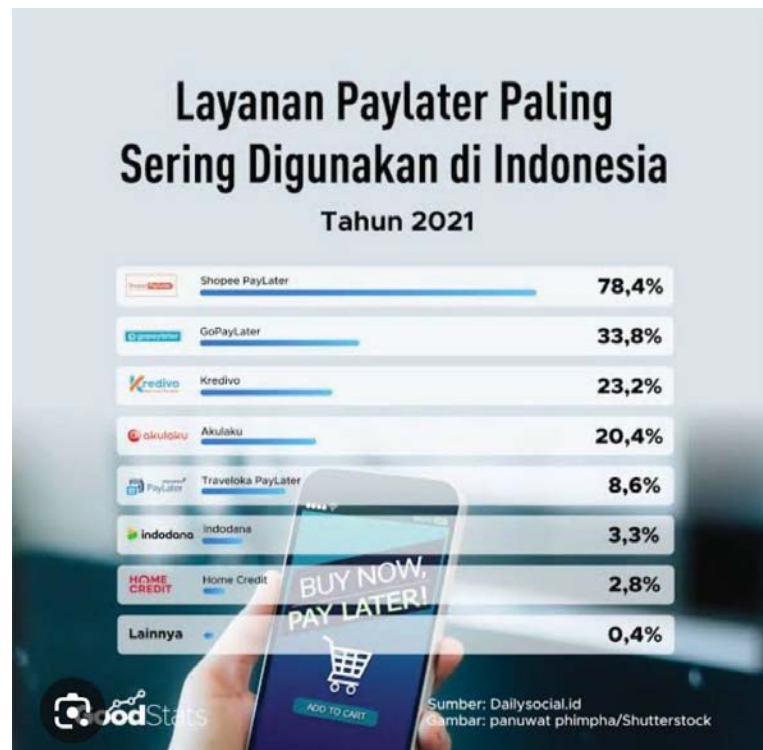 Layanan Paylater Paling
Sering Digunakan di Indonesia
Tahun 2021
Shopee PayLater
78,4%
gopaylater
GoPayLater
33,8%
Kredivo
Kredivo
23,2%
akulaku
Akulaku
20,4%
PayLater
Traveloka PayLater
8,6%
indodana
Indodana
3,3%
HOME
CREDIT
Home Credit
2,8%
Lainnya
0,4%
BUY NOW,
PAY LATER!
ADD TO CART
GoodStats
Sumber: Dailysocial.id
Gambar: panuwat phimpha/Shutterstock